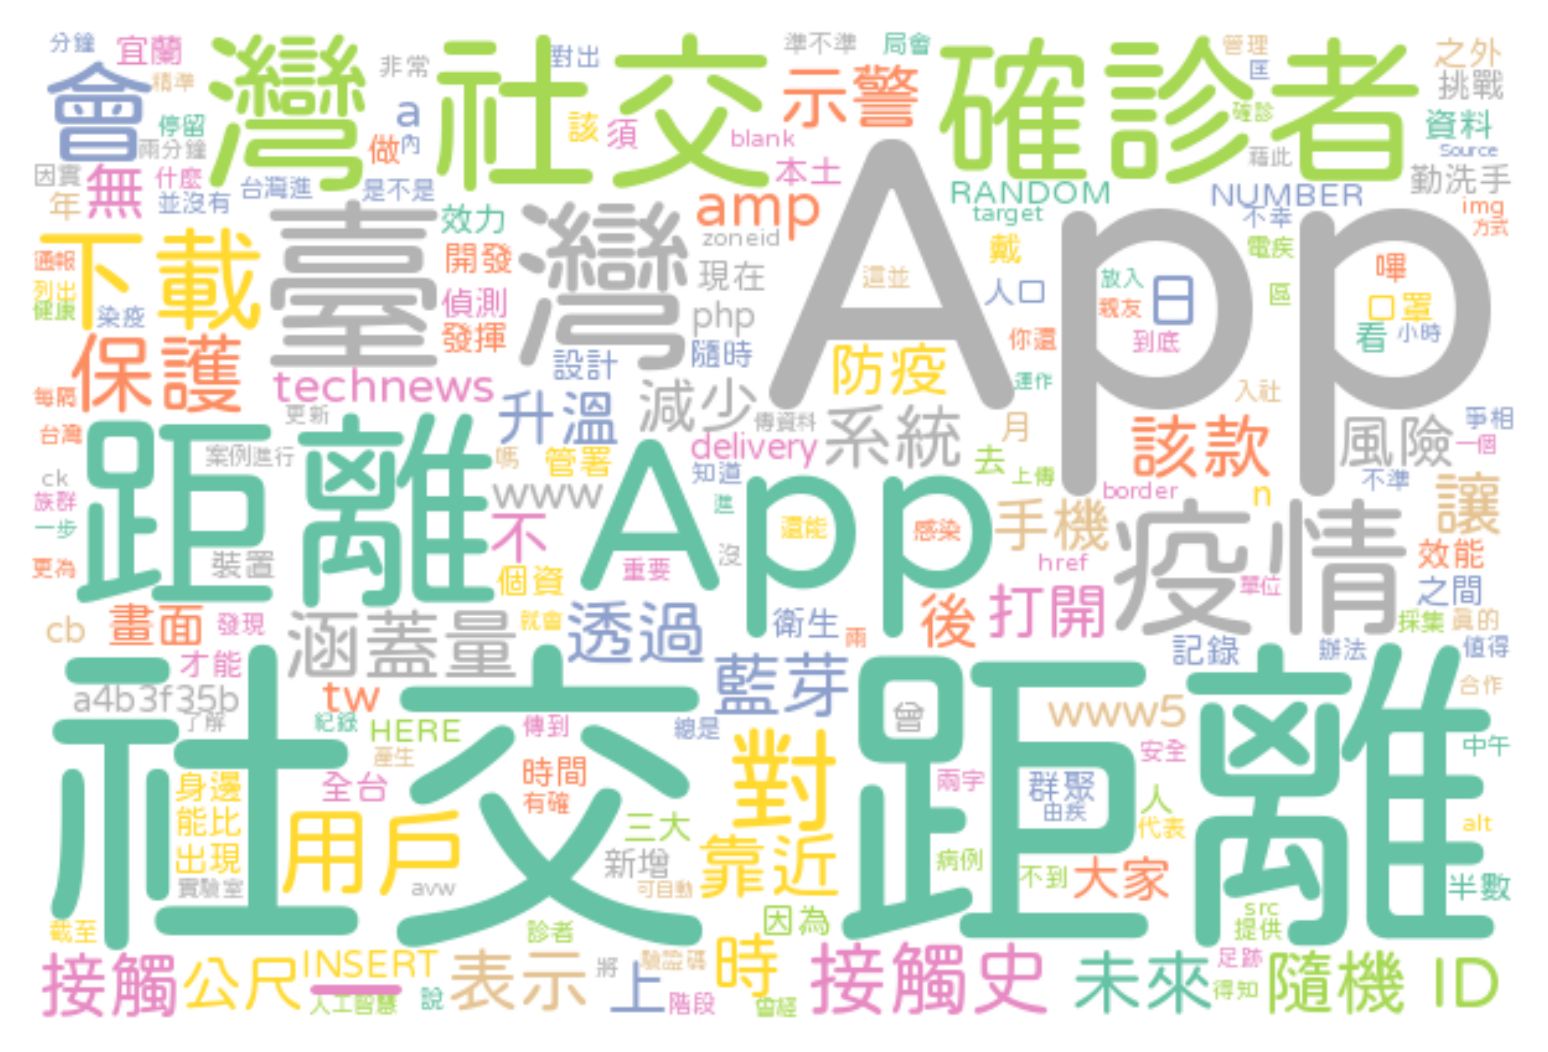 分鐘 宜蘭 灣社交 對出 準不準 局會 確診者 管理 之外
會 精準 非常 示警 匡 挑戰
停留 a 該 須 blank 確診 資料
兩分鐘 做 內 本土 藉此 Source
因實 無 什麼 台灣進 是不是 RANDOM NUMBER 勤洗手
年 並沒有 效力 amp target 不幸 img
下載 臺灣 zoneid 戴 電疾 方式
通報 開發 現在 這並 App 放入 日 嗶
列出 偵測 人口 親友 區 口罩
健康 染疫 發揮 php 你還 到底 看 小時
保護 設計 隨時 防疫
每隔 technews 減少 運作 入社
更新 升溫 傳資料 系統 月 該款 風險 爭相
台灣 距離 App delivery 一個
案例進行 嗎 管署 知道 去 上傳 不準
ck www border n 讓
族群 不 進 還能 感染 手機 疫情
一步 裝置 沒 效能
更為 個資 重要 href 單位 之間
cb 畫面 發現 涵蓋量 就會 透過 衛生 兩 後 打開 採集 真的
才能 藍芽 記錄 辦法 值得
社交 距離
a4b3f35b tw 曾 www5 合作
了解 紀錄 HERE 傳到 總是 中午
產生 對 安全
身邊 全台 時間 兩字 群聚 人
能比 用戶 有確 三大 由疾 代表 alt
出現 新增 靠近 病例
實驗室 avw 可自動 不到 大家 半數
截至 診者 因為 src
提供
接觸 公尺 INSERT_ 表示 將 驗證碼 時 接觸史 未來 足跡 隨機 ID
人工智慧 說 上 階段 曾經 得知